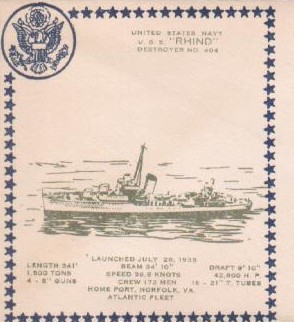 UNITED STATES NAVY
U. S. S. "RHIND"
DESTROYER NO. 404
LAUNCHED JULY 28, 1938
LENGTH 341'
BEAM 34' 10"
DRAFT 9' 10"
1,500 TONS
SPEED 36.5 KNOTS
42,800 H. P.
4 - 5" GUNS
CREW 172 MEN
16 - 21" T. TUBES
HOME PORT, NORFOLK, VA.
ATLANTIC FLEET